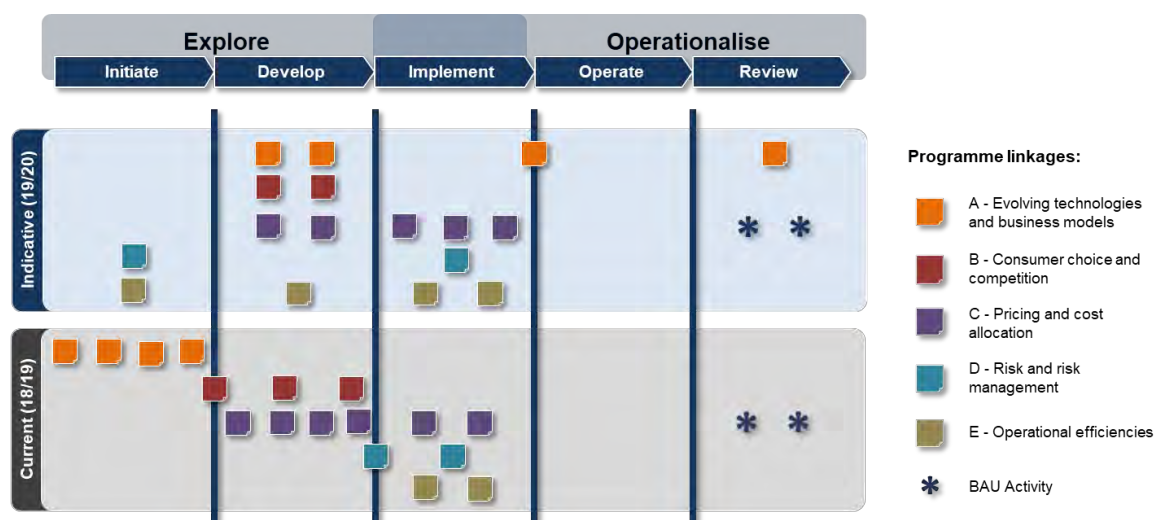 Explore
Operationalise
Initiate
Develop
Implement
Operate
Review
Indicative (19/20)
Current (18/19)
Programme linkages:
A - Evolving technologies
and business models
B - Consumer choice and
competition
C - Pricing and cost
allocation
D - Risk and risk
management
E - Operational efficiencies
BAU Activity